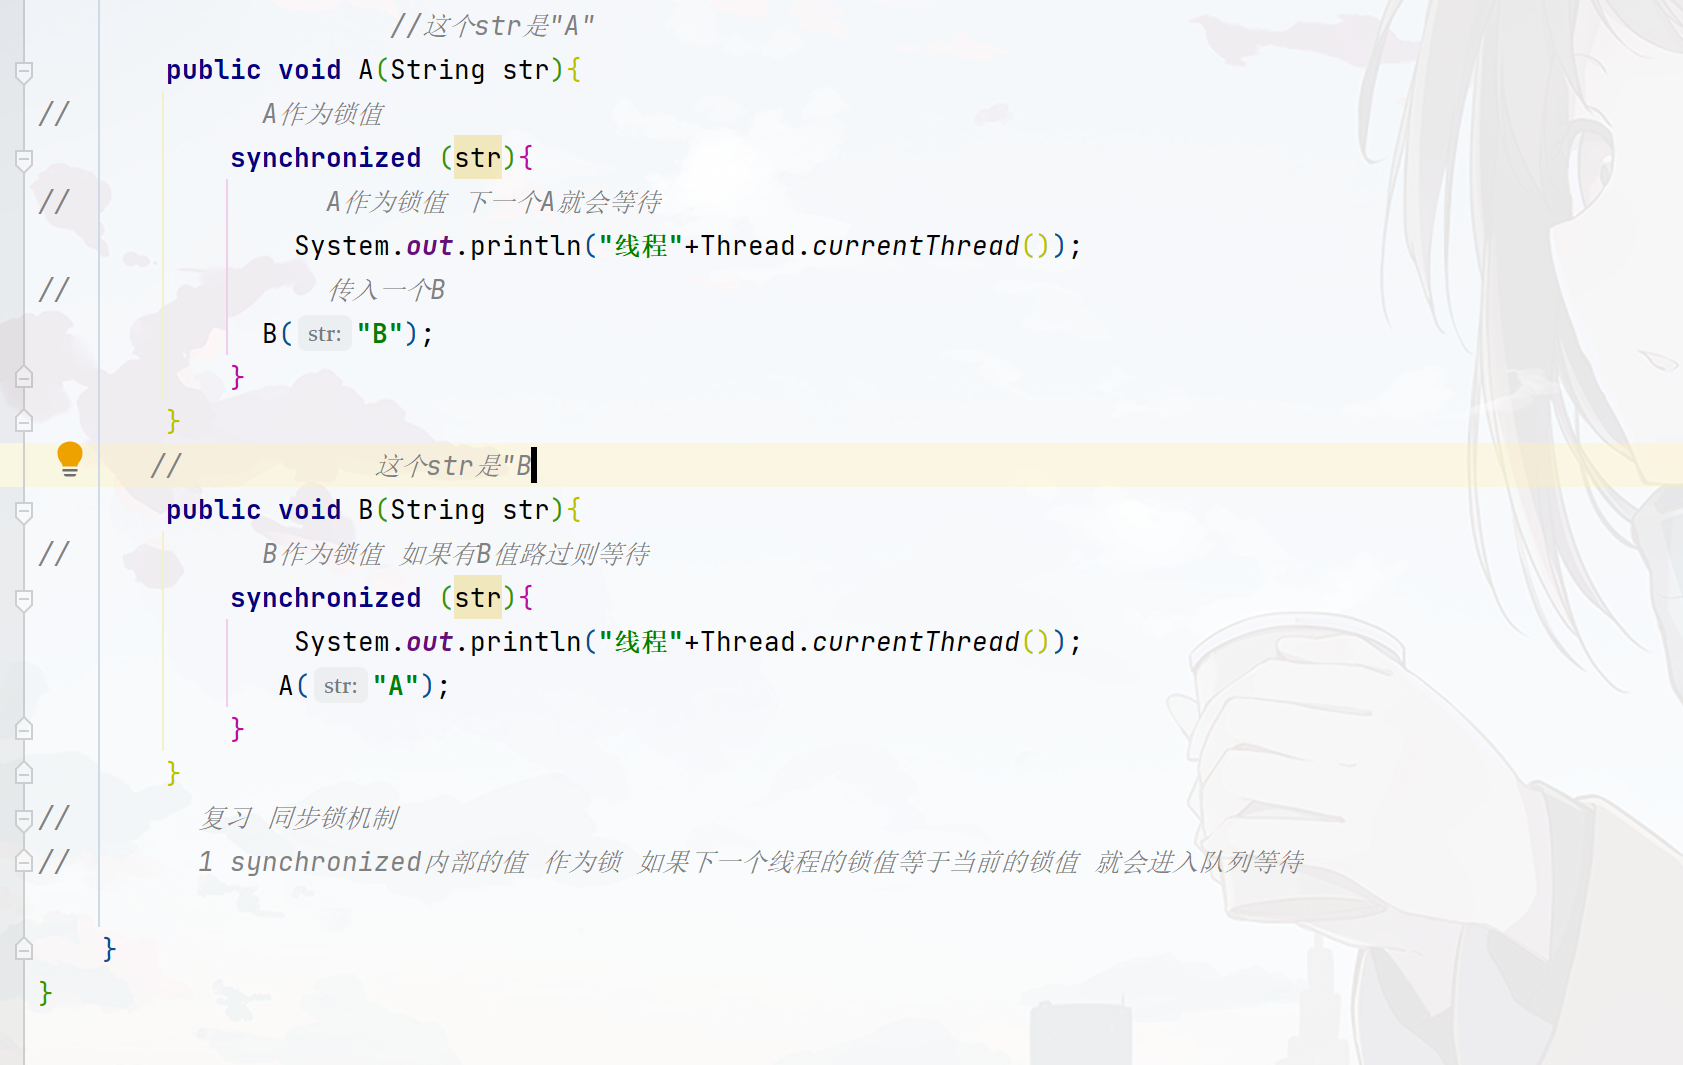 //这个str是"A"
public void A(String str){
// A作为锁值
synchronized (str){
// A作为锁值 下一个A就会等待
System.out.println("线程"+Thread.currentThread());
// 传入一个B
B( str: "B");
}
}
// 这个str是"B
public void B(String str){
// B作为锁值 如果有B值路过则等待
synchronized (str){
System.out.println("线程"+Thread.currentThread());
A( str: "A");
}
}
// 复习 同步锁机制
// 1 synchronized内部的值 作为锁 如果下一个线程的锁值等于当前的锁值 就会进入队列等待
}
}